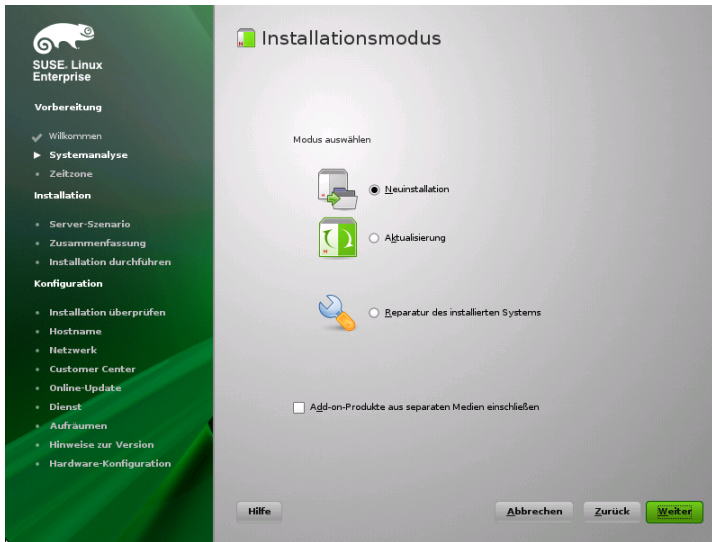 SUSE. Linux
Enterprise
Vorbereitung
Willkommen
Systemanalyse
Zeitzone
Installation
Server-Szenario
Zusammenfassung
Installation durchführen
Konfiguration
Installation überprüfen
Hostname
Netzwerk
Customer Center
Online-Update
Dienst
Aufräumen
Hinweise zur Version
Hardware-Konfiguration
Installationsmodus
Modus auswählen
Neuinstallation
Aktualisierung
Reparatur des installierten Systems
Add-on-Produkte aus separaten Medien einschließen
Hilfe
Abbrechen
Zurück
Weiter